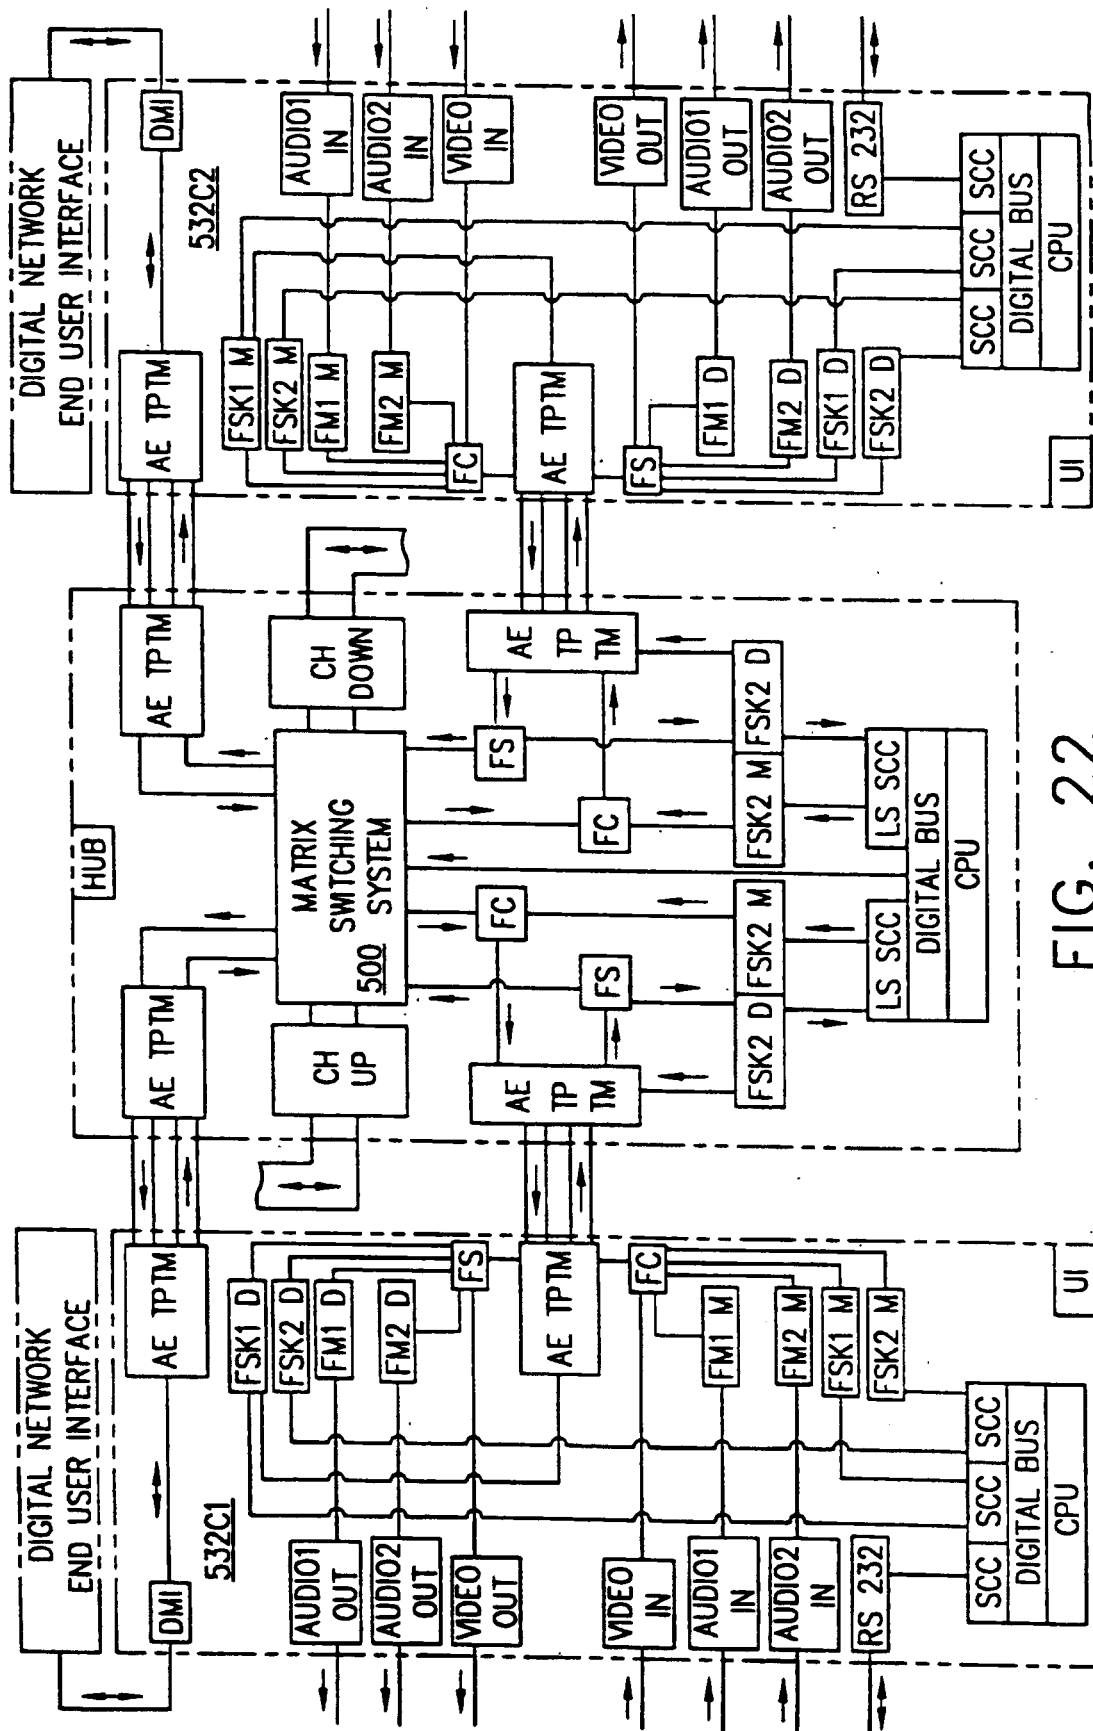 DIGITAL NETWORK
END USER INTERFACE
532C1
DMI
AE TPTM
FSK1 D
FSK2 D
FM1 D
FM2 D
AUDIO1
OUT
AUDIO2
OUT
VIDEO
OUT
FS
AE TPTM
FC
VIDEO
IN
AUDIO1
IN
AUDIO2
IN
RS 232
FM1 M
FM2 M
FSK1 M
FSK2 M
SCC
SCC
SCC
DIGITAL BUS
CPU
UI
HUB
AE TPTM
AE TPTM
CH
UP
MATRIX
SWITCHING
SYSTEM
500
CH
DOWN
AE
TP
TM
FC
FS
FS
FC
AE
TP
TM
FSK2 D
FSK2 M
FSK2 M
FSK2 D
LS SCC
LS SCC
DIGITAL BUS
CPU
DIGITAL NETWORK
END USER INTERFACE
532C2
DMI
AE TPTM
FSK1 M
FSK2 M
FM1 M
FM2 M
AUDIO1
IN
AUDIO2
IN
VIDEO
IN
FC
AE TPTM
FS
VIDEO
OUT
AUDIO1
OUT
AUDIO2
OUT
RS 232
FM1 D
FM2 D
FSK1 D
FSK2 D
SCC
SCC
SCC
DIGITAL BUS
CPU
UI
FIG. 22